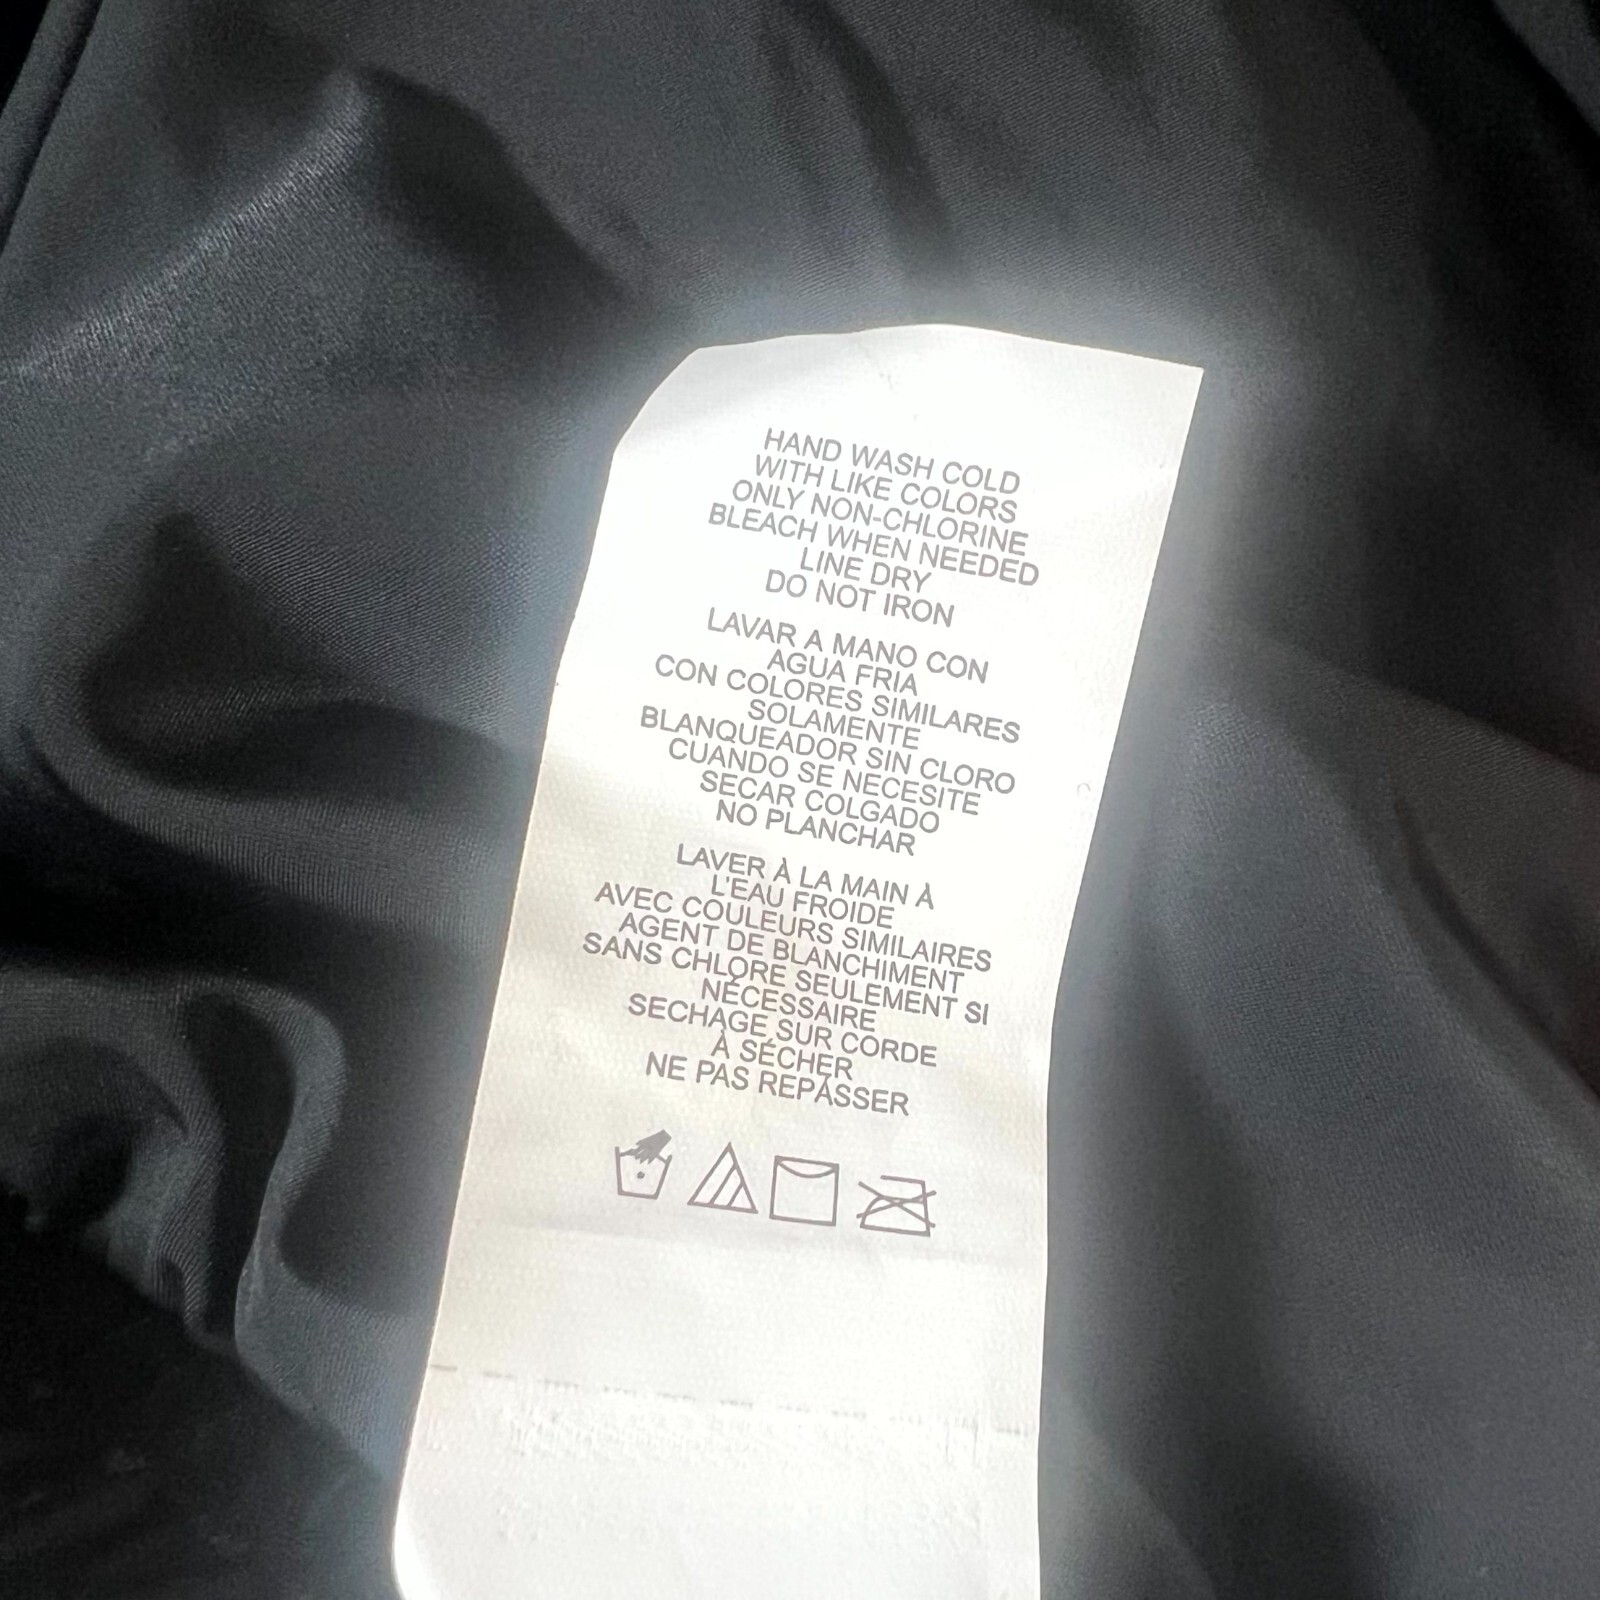 HAND WASH COLD
WITH LIKE COLORS
ONLY NON-CHLORINE
BLEACH WHEN NEEDED
LINE DRY
DO NOT IRON
LAVAR A MANO CON
AGUA FRIA
CON COLORES SIMILARES
SOLAMENTE
BLANQUEADOR SIN CLORO
CUANDO SE NECESITE
SECAR COLGADO
NO PLANCHAR
LAVER À LA MAIN À
L'EAU FROIDE
AVEC COULEURS SIMILAIRES
AGENT DE BLANCHIMENT
SANS CHLORE SEULEMENT SI
NÉCESSAIRE
SECHAGE SUR CORDE
À SÉCHER
NE PAS REPASSER